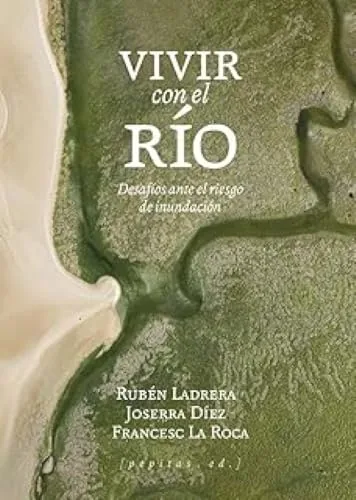 VIVIR
con el
RÍO
Desafíos ante el riesgo
de inundación
RUBÉN LADRERA
JOSERRA DÍEZ
FRANCESC LA ROCA
[pepitas. ed.]